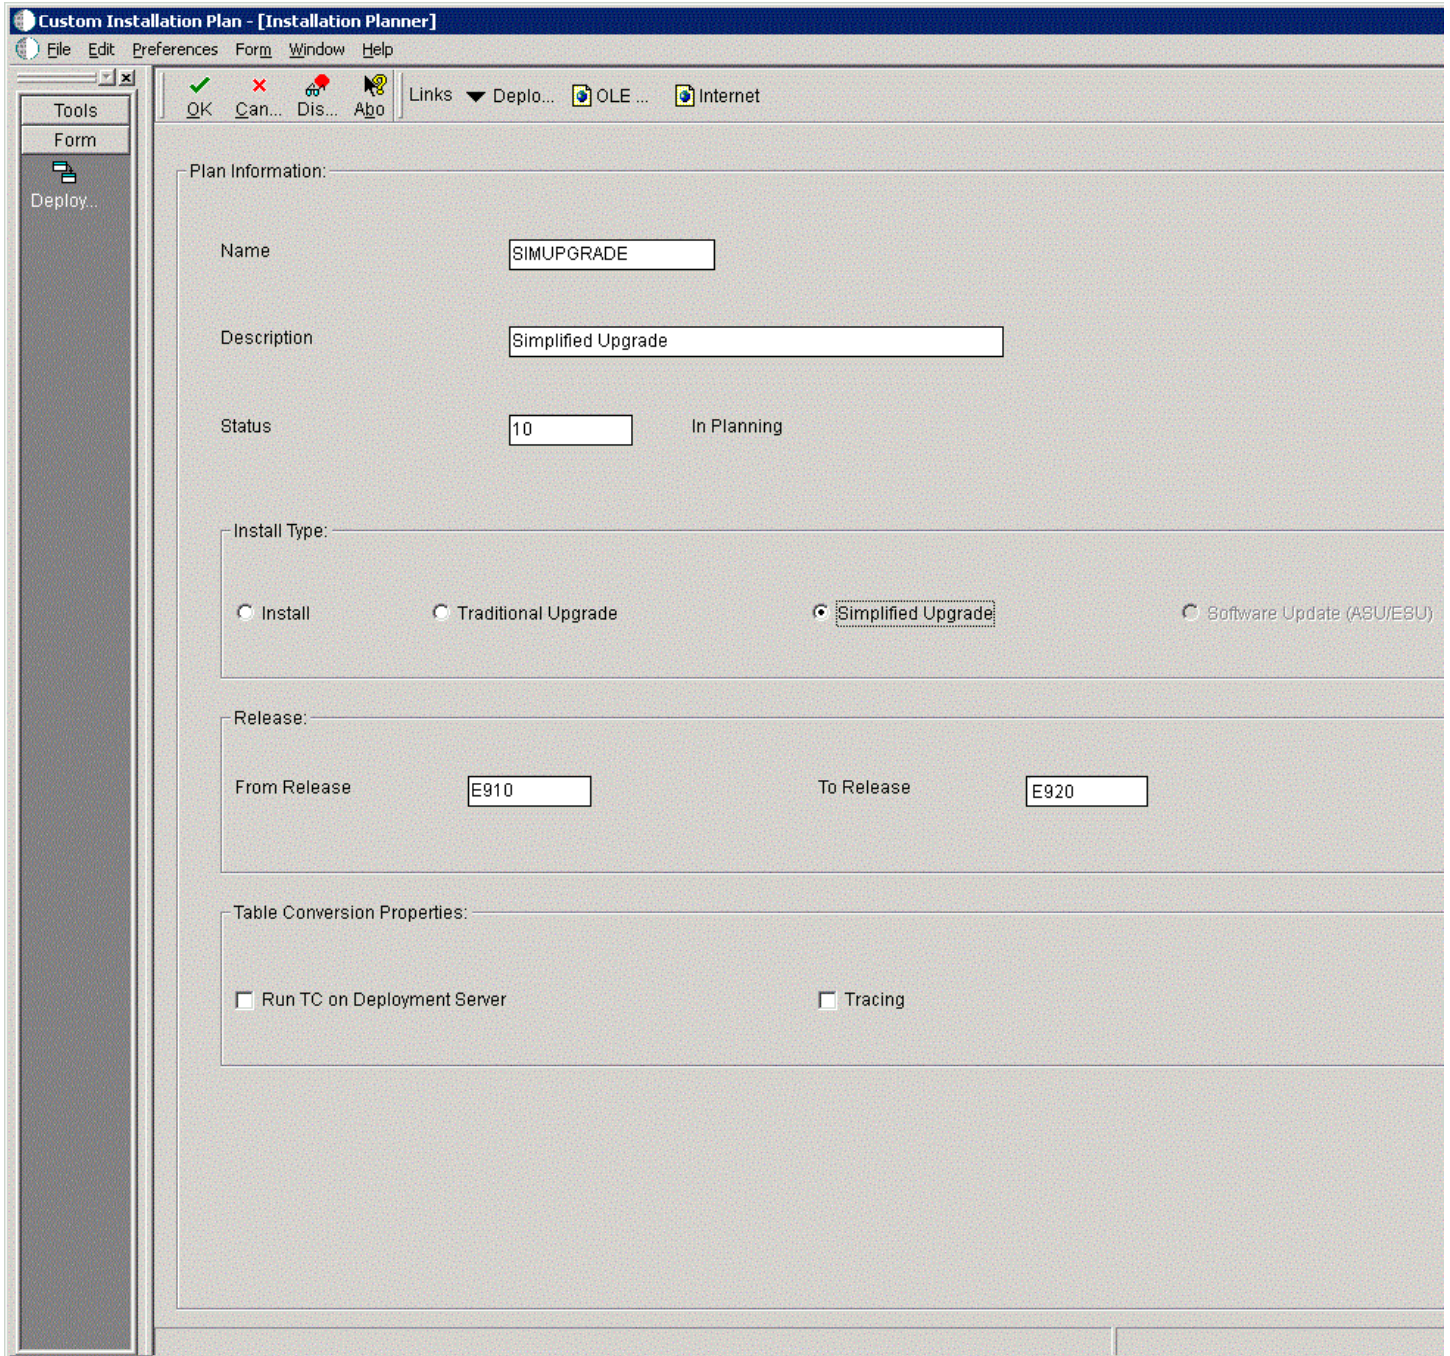 Custom Installation Plan - [Installation Planner]
File Edit Preferences Form Window Help
Tools
Form
Deploy...
OK Can... Dis... Abo Links Deplo... OLE ... Internet
Plan Information:
Name SIMUPGRADE
Description Simplified Upgrade
Status 10 In Planning
Install Type:
Install Traditional Upgrade Simplified Upgrade Software Update (ASU/ESU)
Release:
From Release E910 To Release E920
Table Conversion Properties:
Run TC on Deployment Server Tracing